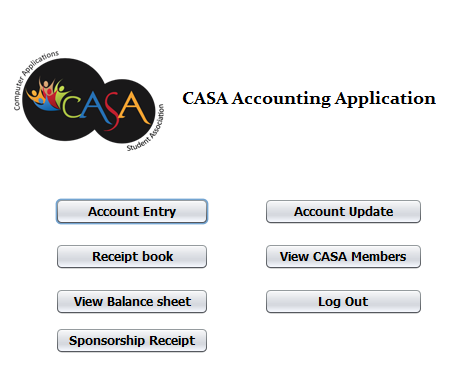 Computer Applications
CASA
Student Association
CASA Accounting Application
Account Entry
Account Update
Receipt book
View CASA Members
View Balance sheet
Log Out
Sponsorship Receipt